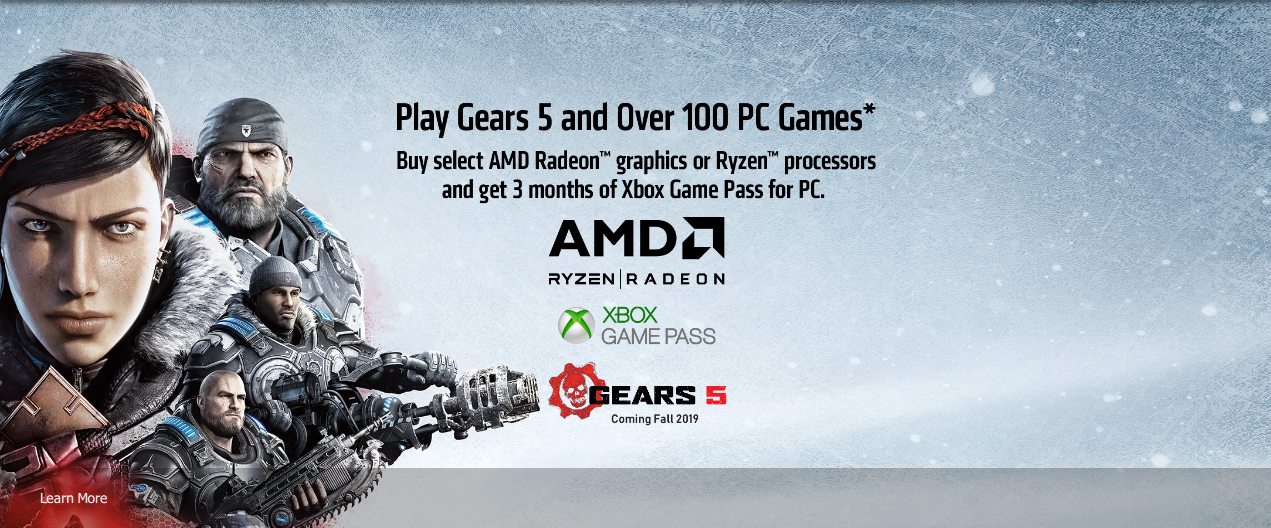 Play Gears 5 and Over 100 PC Games*
Buy select AMD Radeon™ graphics or Ryzen™ processors
and get 3 months of Xbox Game Pass for PC.
AMD
RYZEN | RADEON
XBOX
GAME PASS
GEARS 5
Coming Fall 2019
Learn More